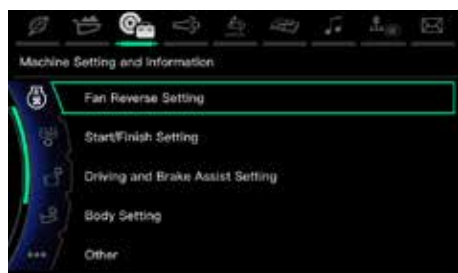 Machine Setting and Information
Fan Reverse Setting
Start/Finish Setting
Driving and Brake Assist Setting
Body Setting
Other